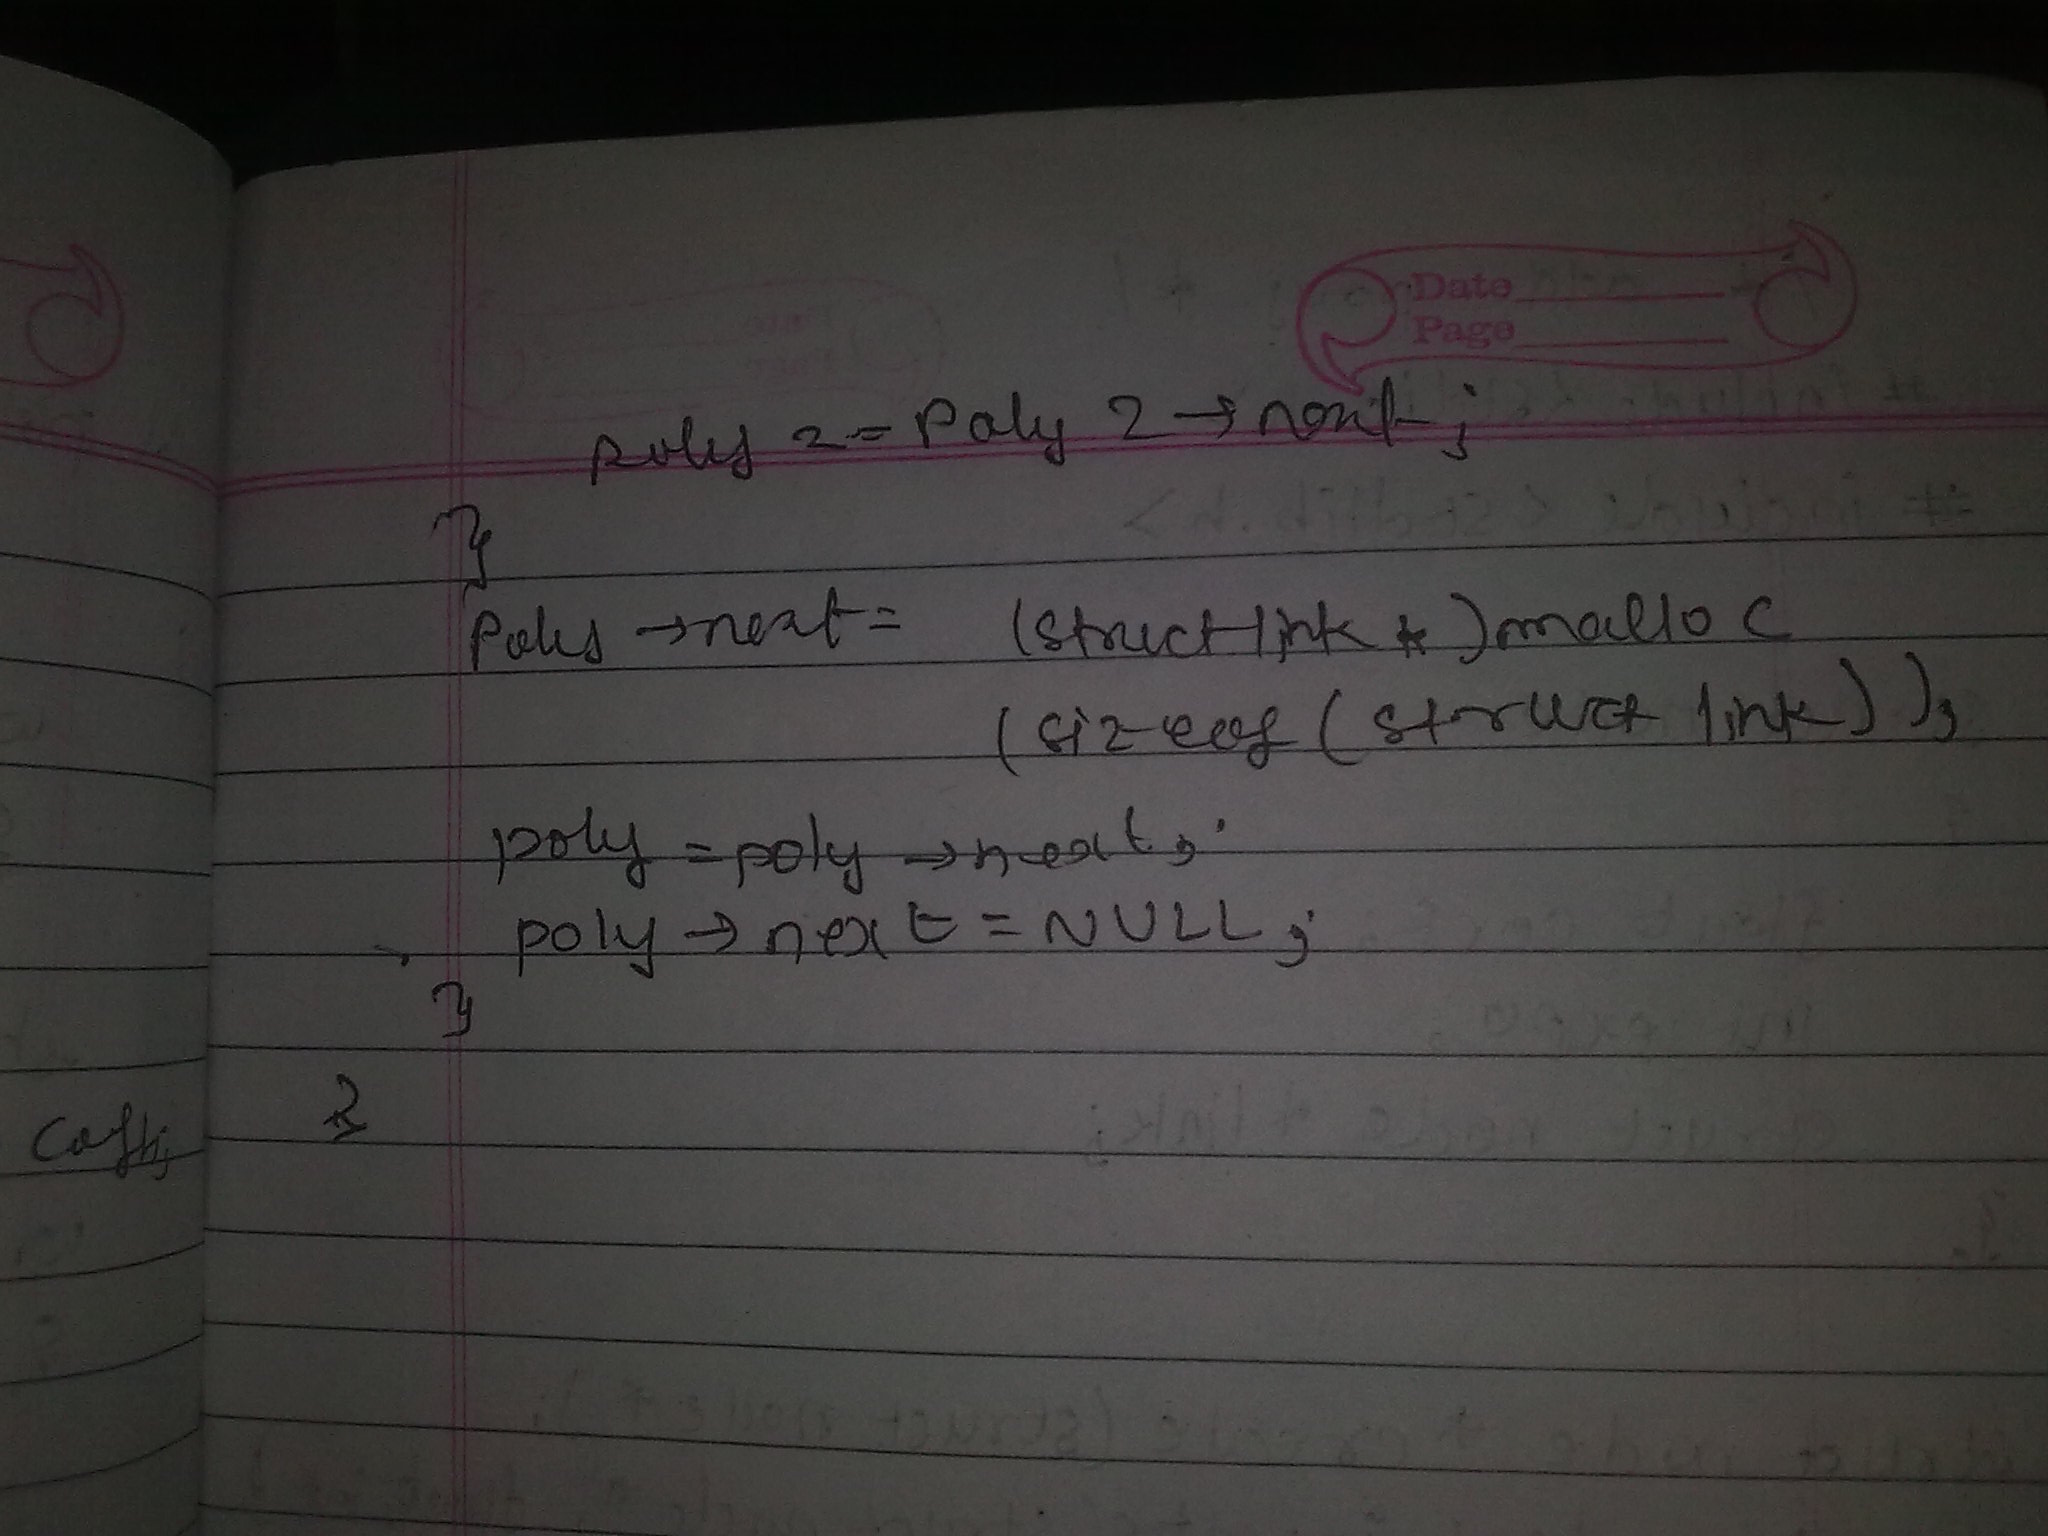 Date
Page
poly 2 = Poly 2 → next ;
}
Poly → next = (struct link *) malloc
(sizeof (struct link) );
poly = poly → next ;
poly → next = NULL ;
}
}